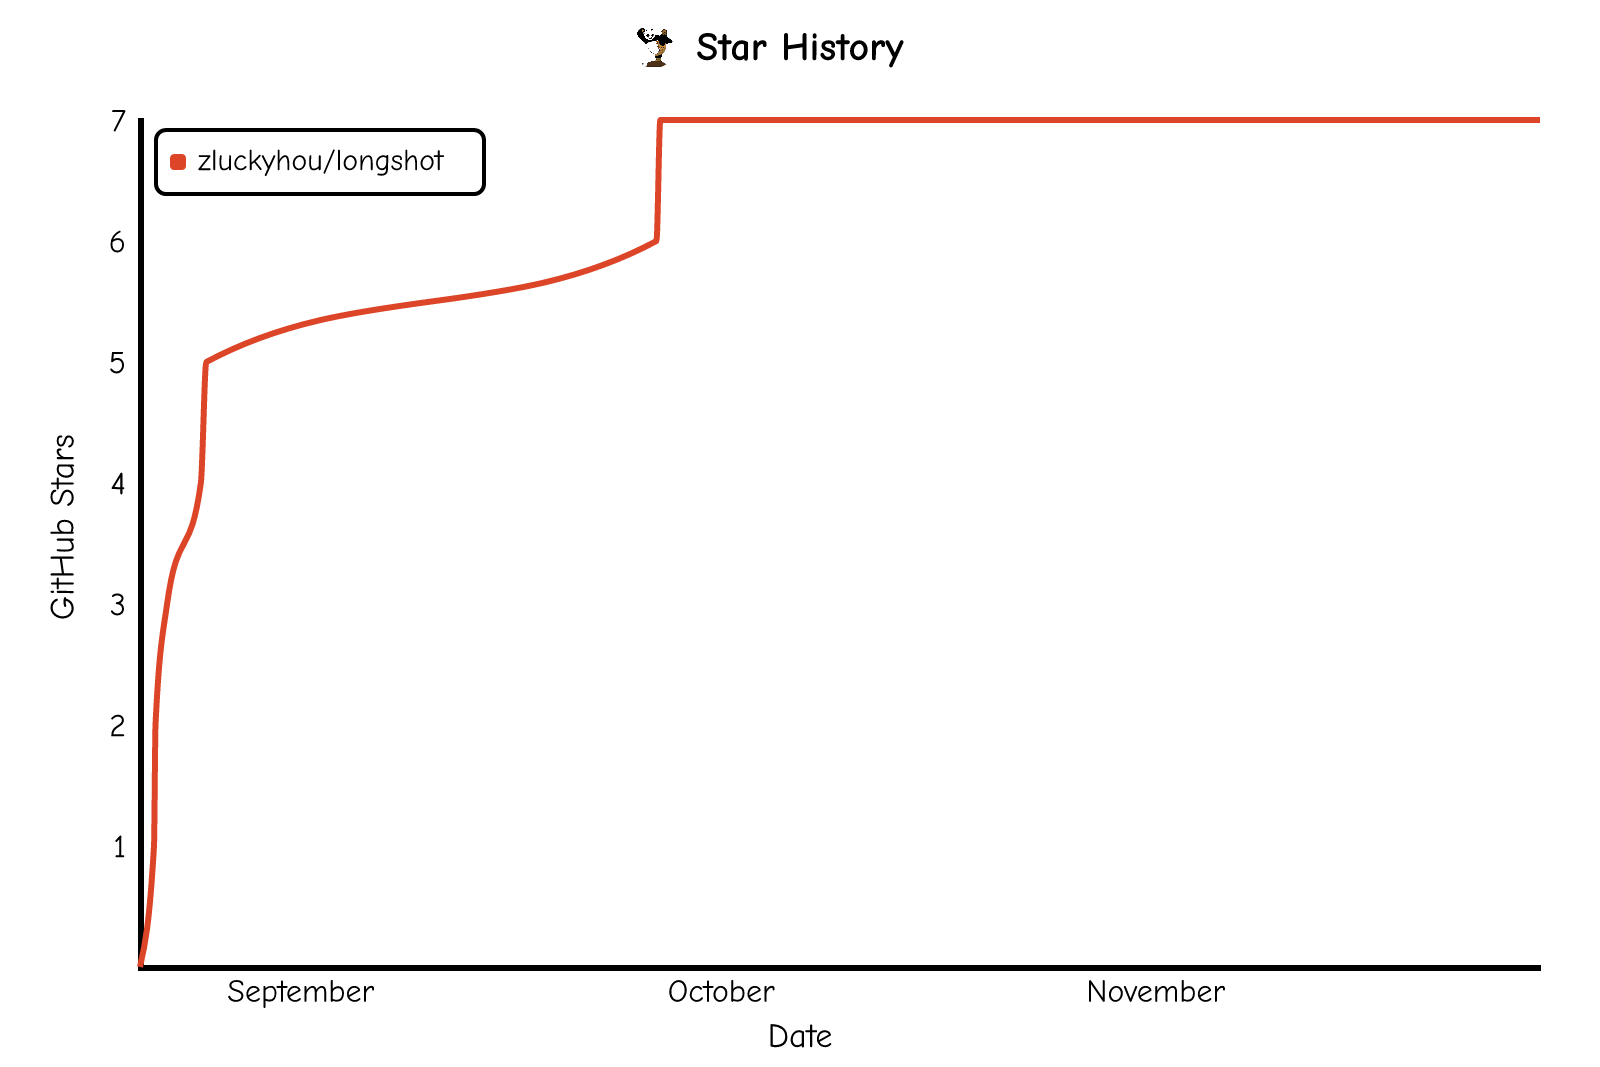 Star History
zluckyhou/longshot
7
6
5
4
3
2
1
GitHub Stars
September
October
November
Date